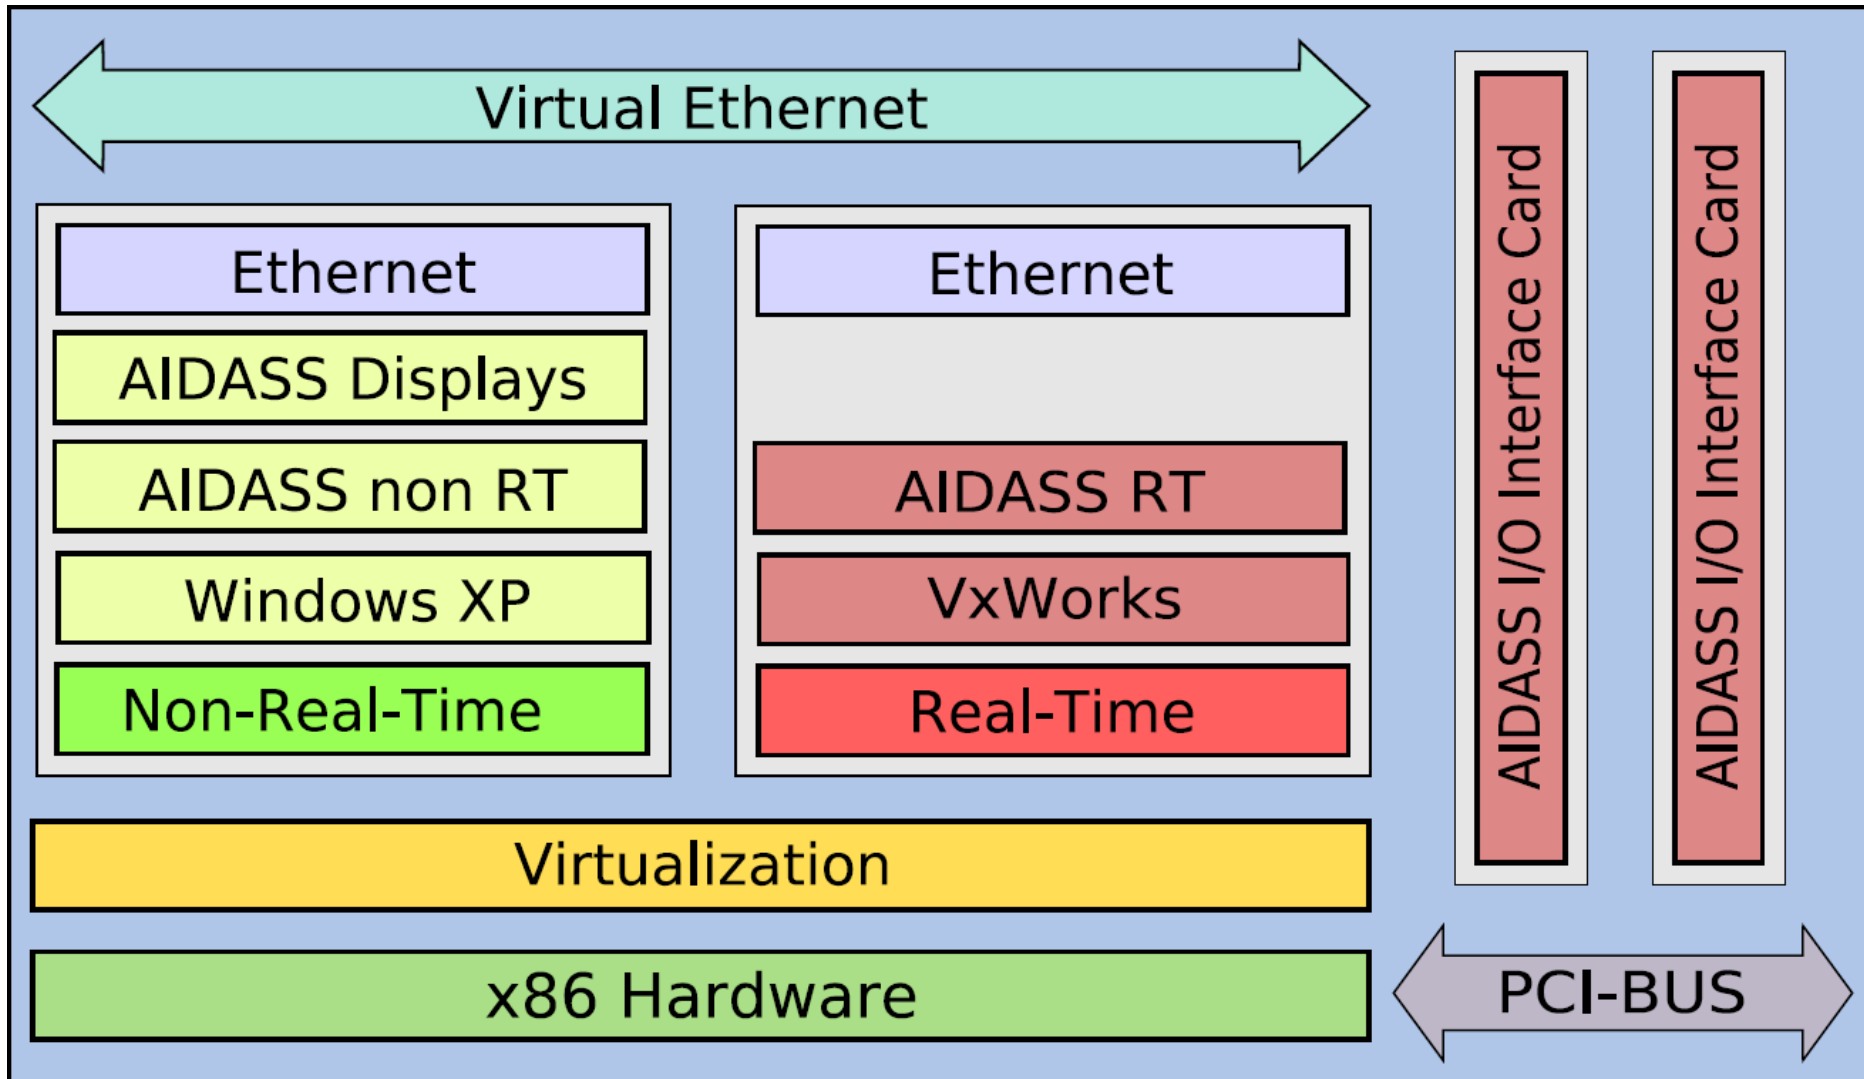 Virtual Ethernet
Ethernet
AIDASS Displays
AIDASS non RT
Windows XP
Non-Real-Time
Ethernet
AIDASS RT
VxWorks
Real-Time
Virtualization
x86 Hardware
AIDASS I/O Interface Card
AIDASS I/O Interface Card
PCI-BUS